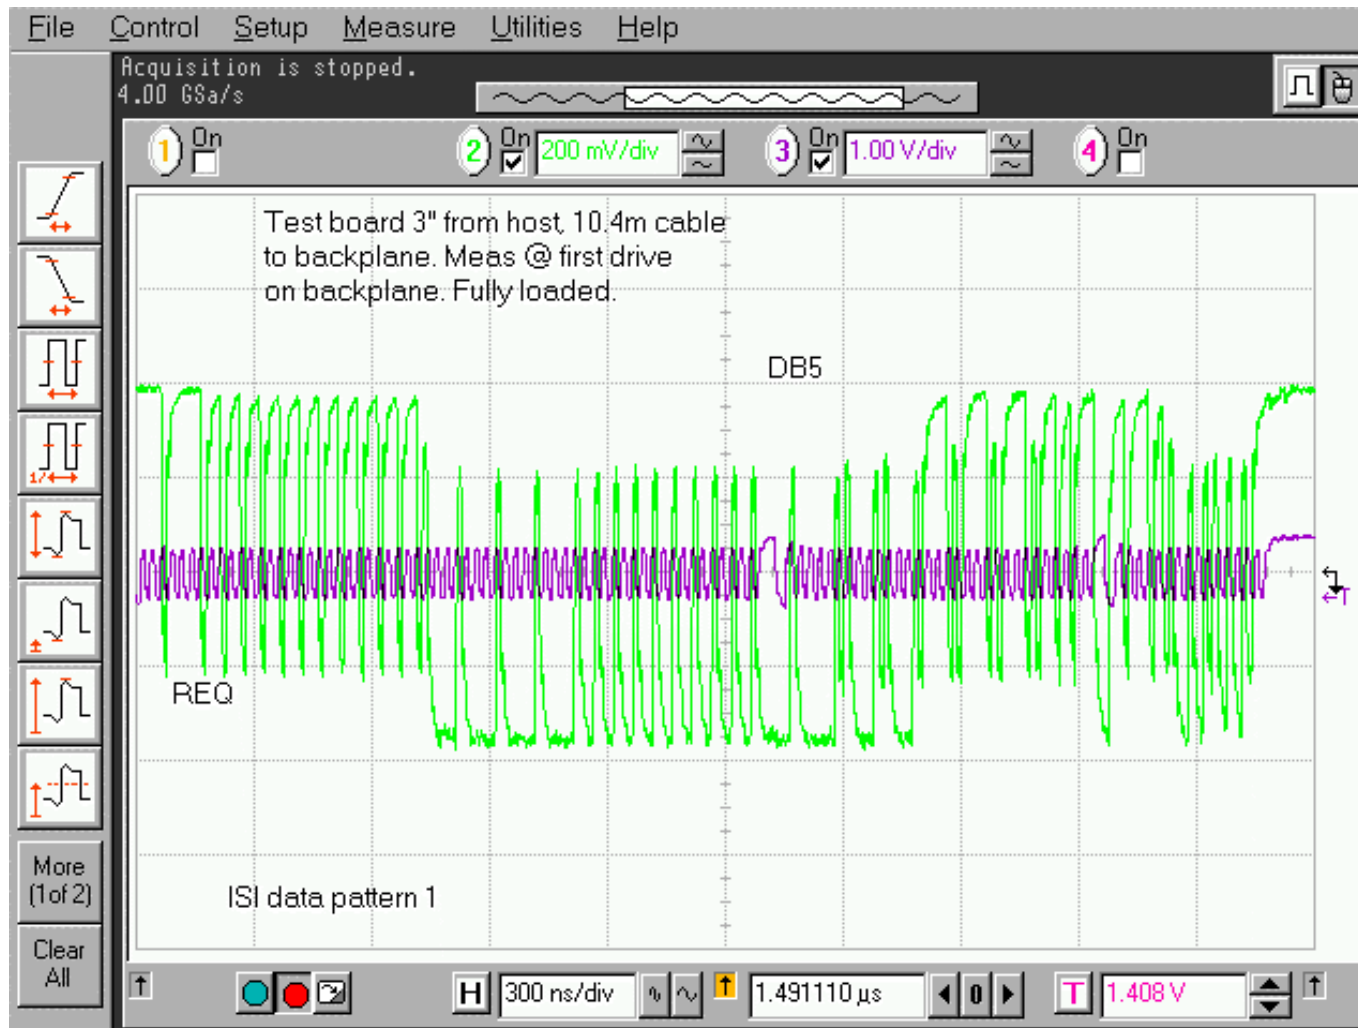 File Control Setup Measure Utilities Help
Acquisition is stopped.
4.00 GSa/s
1 On 2 On 200 mV/div 3 On 1.00 V/div 4 On
Test board 3" from host, 10.4m cable
to backplane. Meas @ first drive
on backplane. Fully loaded.
DB5
REQ
ISI data pattern 1
1/
T
More
(1of 2)
Clear
All
H 300 ns/div 1.491110 µs 0 T 1.408 V